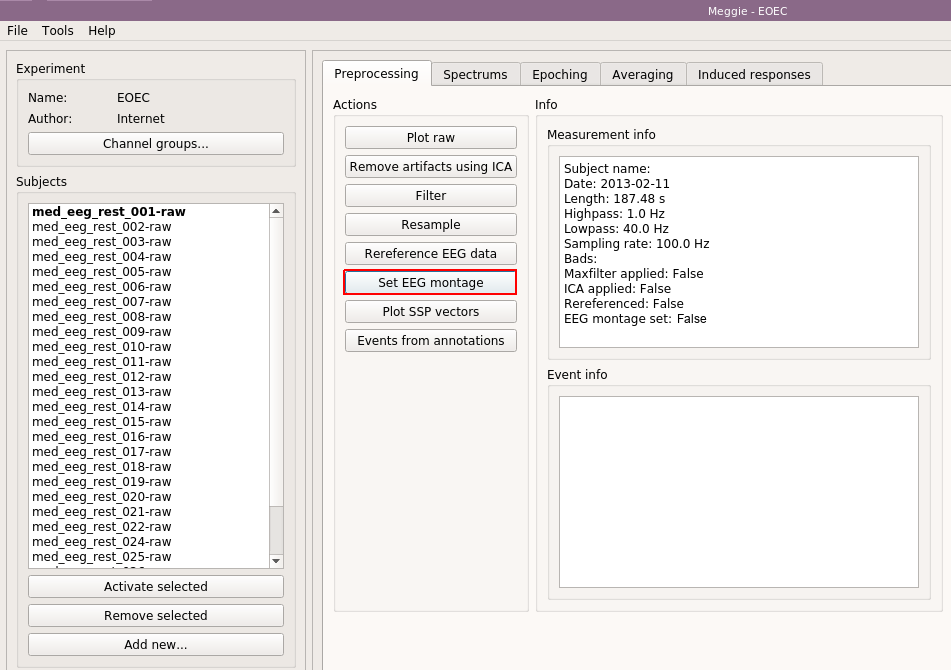 Meggie - EOEC
File Tools Help
Experiment
Name: EOEC
Author: Internet
Channel groups...
Subjects
med_eeg_rest_001-raw
med_eeg_rest_002-raw
med_eeg_rest_003-raw
med_eeg_rest_004-raw
med_eeg_rest_005-raw
med_eeg_rest_006-raw
med_eeg_rest_007-raw
med_eeg_rest_008-raw
med_eeg_rest_009-raw
med_eeg_rest_010-raw
med_eeg_rest_011-raw
med_eeg_rest_012-raw
med_eeg_rest_013-raw
med_eeg_rest_014-raw
med_eeg_rest_015-raw
med_eeg_rest_016-raw
med_eeg_rest_017-raw
med_eeg_rest_018-raw
med_eeg_rest_019-raw
med_eeg_rest_020-raw
med_eeg_rest_021-raw
med_eeg_rest_022-raw
med_eeg_rest_024-raw
med_eeg_rest_025-raw
Activate selected
Remove selected
Add new...
Preprocessing Spectrums Epoching Averaging Induced responses
Actions
Plot raw
Remove artifacts using ICA
Filter
Resample
Rereference EEG data
Set EEG montage
Plot SSP vectors
Events from annotations
Info
Measurement info
Subject name:
Date: 2013-02-11
Length: 187.48 s
Highpass: 1.0 Hz
Lowpass: 40.0 Hz
Sampling rate: 100.0 Hz
Bads:
Maxfilter applied: False
ICA applied: False
Rereferenced: False
EEG montage set: False
Event info